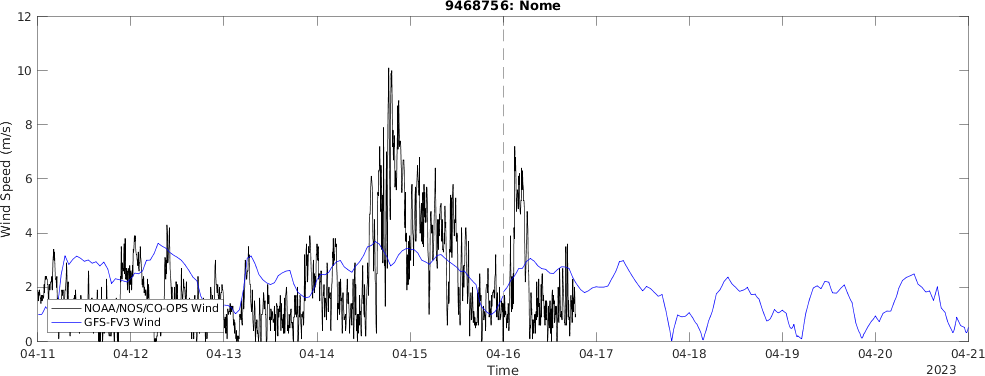 9468756: Nome
Wind Speed (m/s)
12
10
8
6
4
2
0
NOAA/NOS/CO-OPS Wind
GFS-FV3 Wind
04-11 04-12 04-13 04-14 04-15 04-16 04-17 04-18 04-19 04-20 04-21
Time
2023